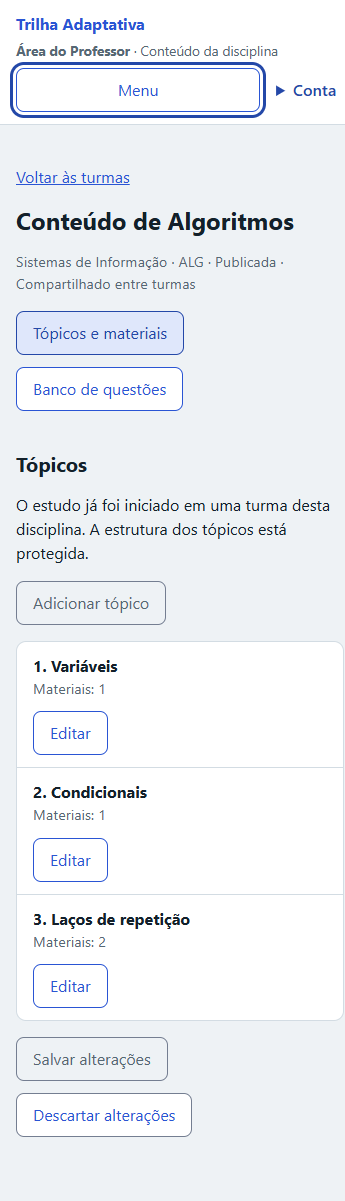 Trilha Adaptativa
Área do Professor · Conteúdo da disciplina
Menu
Conta
Voltar às turmas
Conteúdo de Algoritmos
Sistemas de Informação · ALG · Publicada ·
Compartilhado entre turmas
Tópicos e materiais
Banco de questões
Tópicos
O estudo já foi iniciado em uma turma desta
disciplina. A estrutura dos tópicos está
protegida.
Adicionar tópico
1. Variáveis
Materiais: 1
Editar
2. Condicionais
Materiais: 1
Editar
3. Laços de repetição
Materiais: 2
Editar
Salvar alterações
Descartar alterações